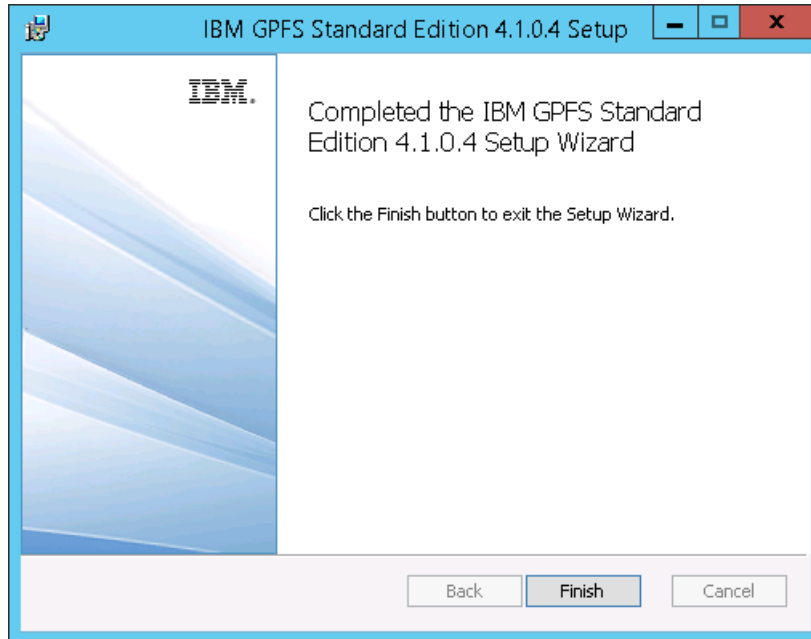 IBM GPFS Standard Edition 4.1.0.4 Setup
IBM.
Completed the IBM GPFS Standard
Edition 4.1.0.4 Setup Wizard
Click the Finish button to exit the Setup Wizard.
Back Finish Cancel